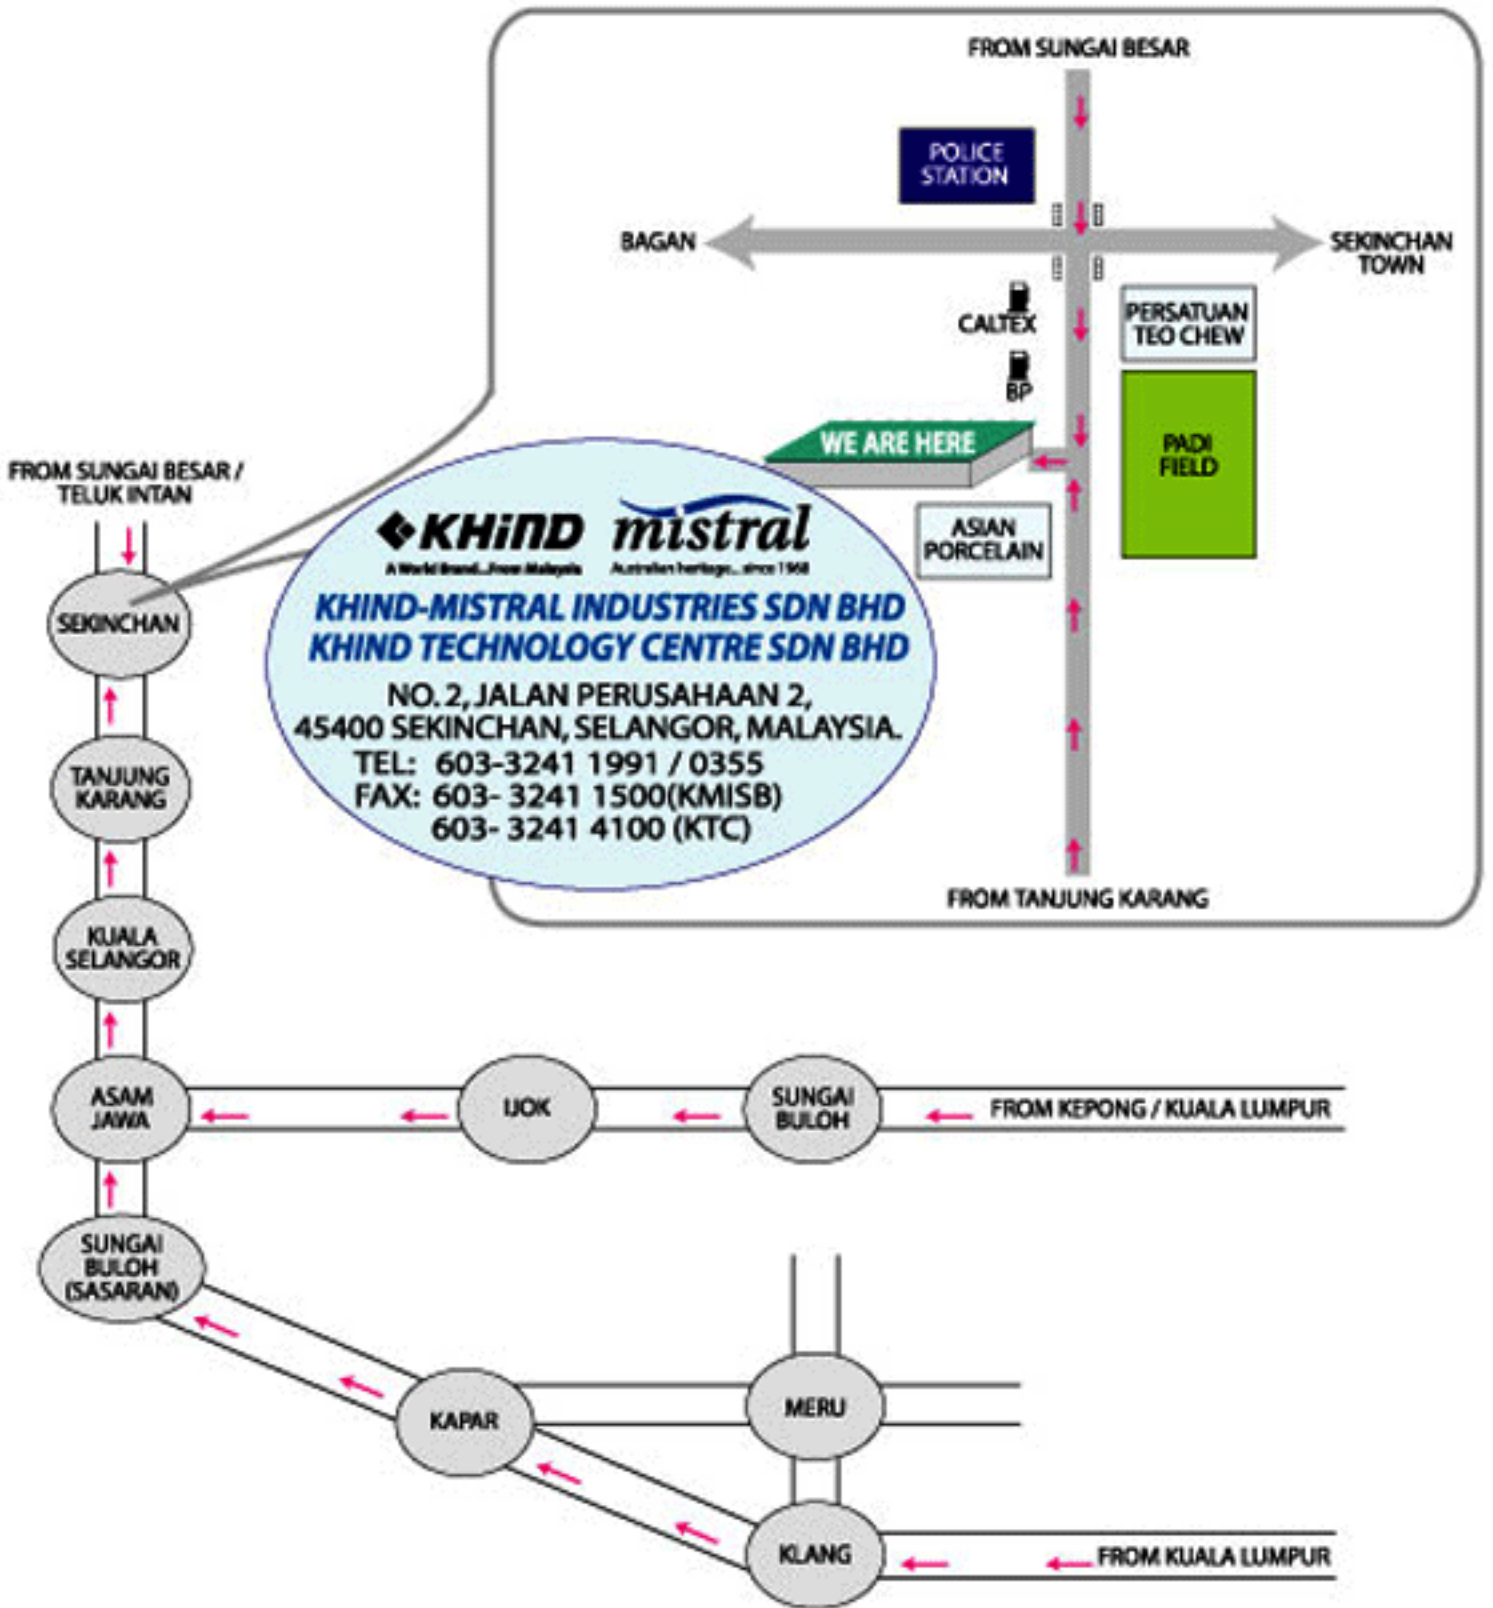 FROM SUNGAI BESAR
POLICE
STATION
BAGAN
SEKINCHAN
TOWN
CALTEX
PERSATUAN
TEO CHEW
BP
WE ARE HERE
PADI
FIELD
ASIAN
PORCELAIN
FROM TANJUNG KARANG
KHinD
A World Brand...From Malaysia
mistral
Australian heritage... since 1968
KHIND-MISTRAL INDUSTRIES SDN BHD
KHIND TECHNOLOGY CENTRE SDN BHD
NO. 2, JALAN PERUSAHAAN 2,
45400 SEKINCHAN, SELANGOR, MALAYSIA.
TEL: 603-3241 1991 / 0355
FAX: 603- 3241 1500(KMISB)
603- 3241 4100 (KTC)
FROM SUNGAI BESAR /
TELUK INTAN
SEKINCHAN
TANJUNG
KARANG
KUALA
SELANGOR
ASAM
JAWA
IJOK
SUNGAI
BULOH
FROM KEPONG / KUALA LUMPUR
SUNGAI
BULOH
(SASARAN)
KAPAR
MERU
KLANG
FROM KUALA LUMPUR